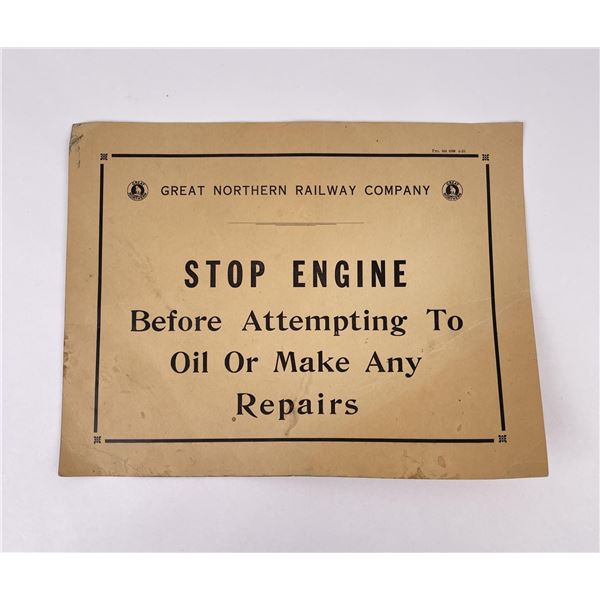 GREAT NORTHERN RAILWAY COMPANY
STOP ENGINE
Before Attempting To
Oil Or Make Any
Repairs